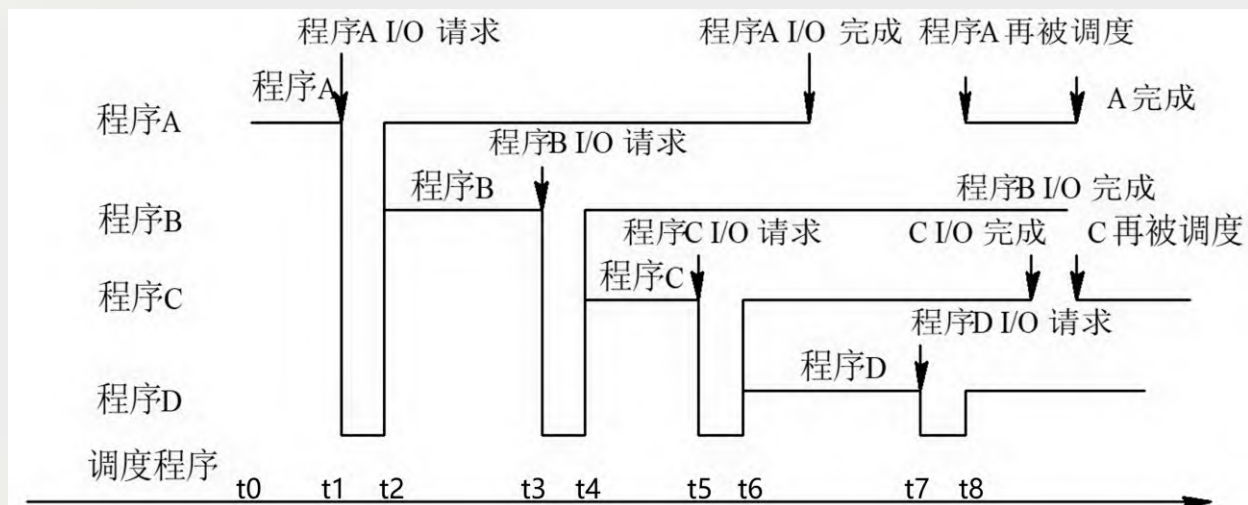 程序A I/O 请求 程序A I/O 完成 程序A 再被调度
程序A
程序A A 完成
程序B I/O 请求
程序B 程序B I/O 完成
程序B
程序C I/O 请求 C I/O 完成 C 再被调度
程序C
程序C
程序D I/O 请求
程序D
程序D
调度程序
t0 t1 t2 t3 t4 t5 t6 t7 t8